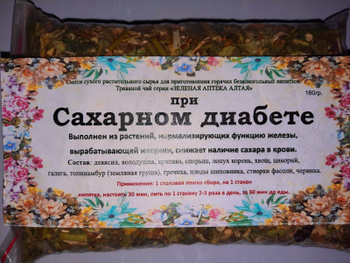 Смеси сухого растительного сырья для приготовления горячих безалкогольных напитков
Травяной чай серии «ЗЕЛЕНАЯ АПТЕКА АЛТАЯ»
160гр.
при
Сахарном диабете
Выполнен из растений, нормализующих функцию железы,
вырабатывающей инсулин, снижает наличие сахара в крови.
Состав: девясил, володушка, крапива, спорыш, лопух корень, хвощ, цикорий,
галега, топинамбур (земляная груша), гречиха, плоды шиповника, створки фасоли, черника.
Применение: 1 столовая ложка сбора, на 1 стакан
кипятка, настоять 30 мин, пить по 1 стакану 2-3 раза в день, за 30 мин до еды.